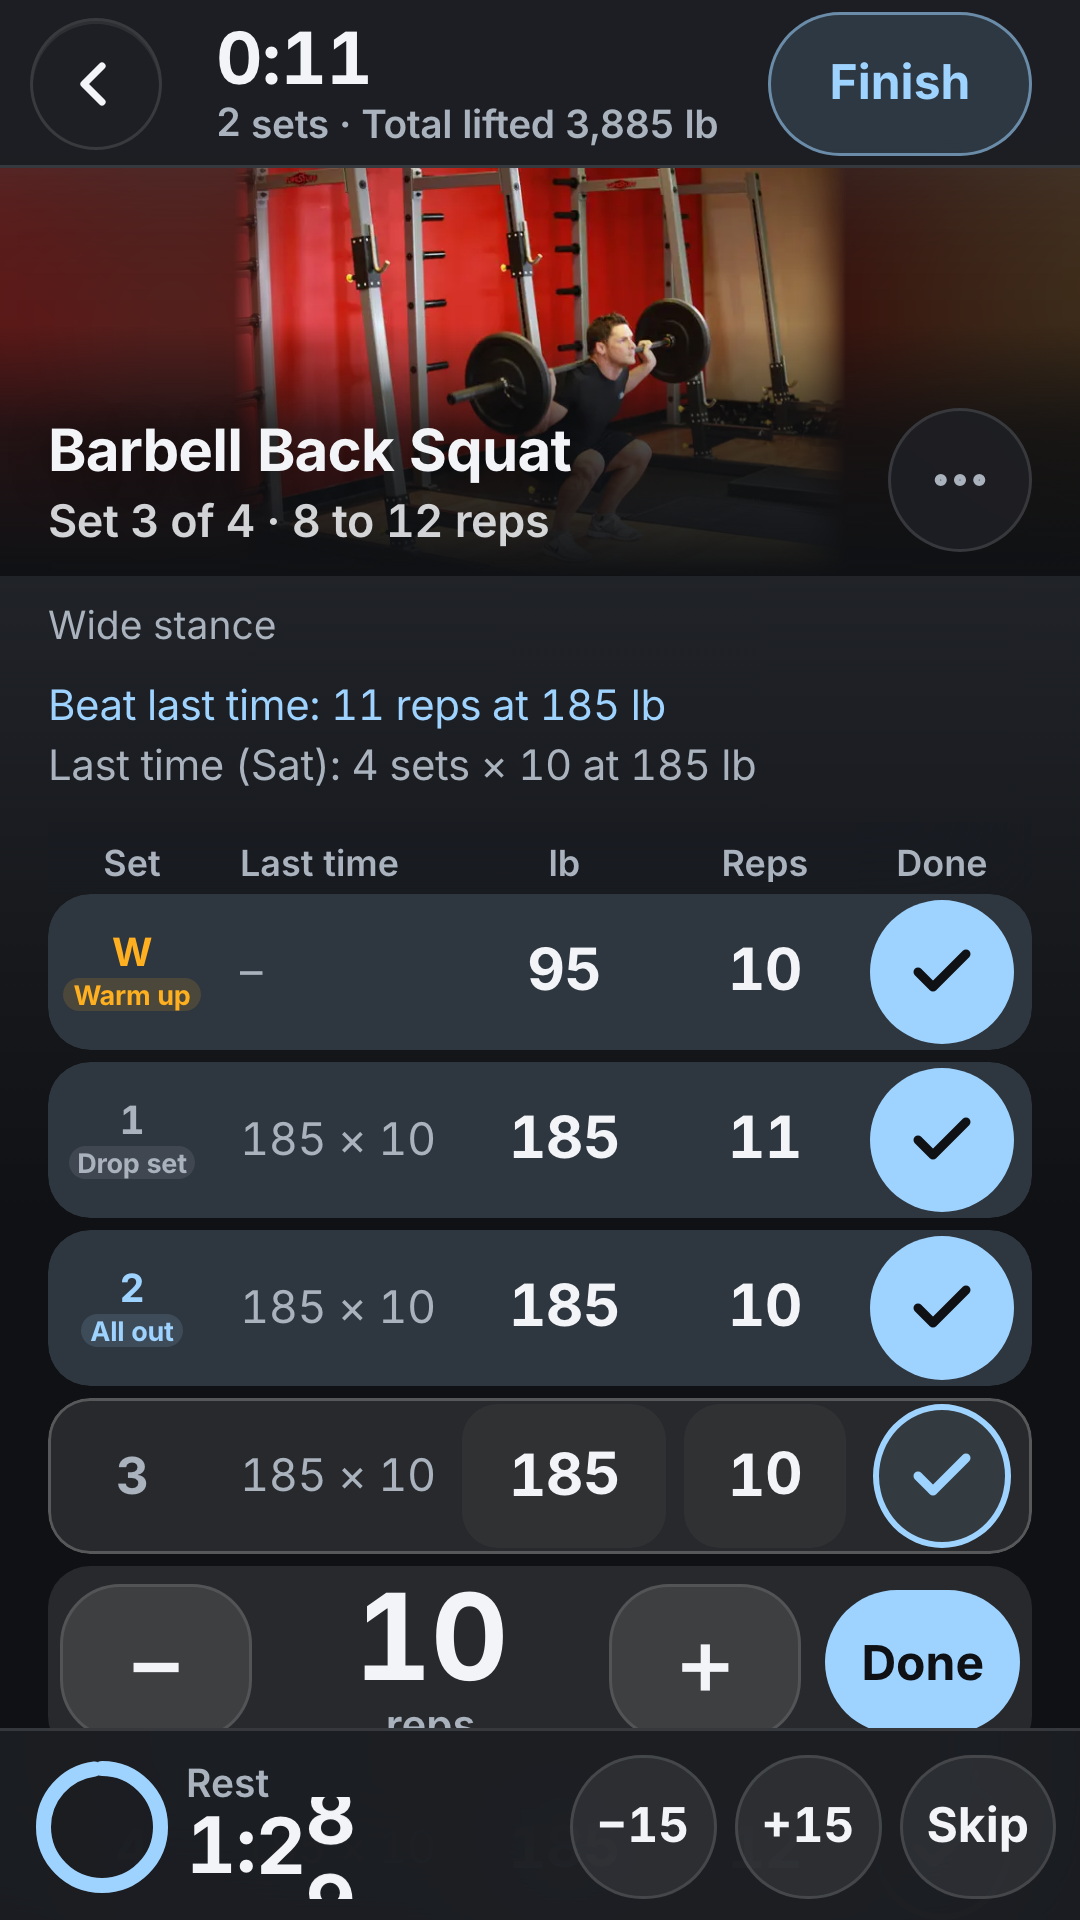 0:11
2 sets · Total lifted 3,885 lb
Finish
Barbell Back Squat
Set 3 of 4 · 8 to 12 reps
Wide stance
Beat last time: 11 reps at 185 lb
Last time (Sat): 4 sets × 10 at 185 lb
Set Last time lb Reps Done
W
Warm up
– 95 10
1
Drop set
185 × 10 185 11
2
All out
185 × 10 185 10
3 185 × 10 185 10
− 10 + Done
reps
Rest
1:28
−15 +15 Skip